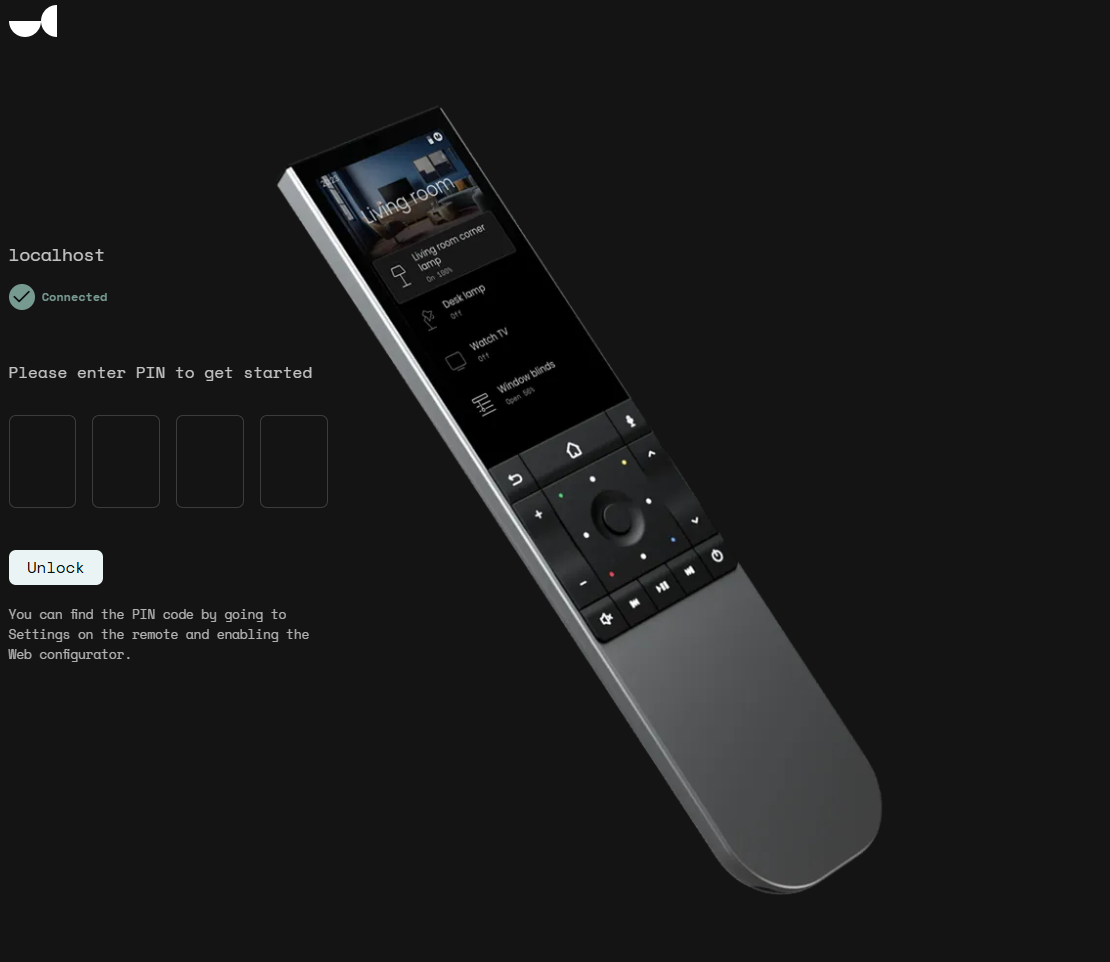 localhost
Connected
Please enter PIN to get started
Unlock
You can find the PIN code by going to
Settings on the remote and enabling the
Web configurator.
Living room
Living room corner
lamp
On 100%
Desk lamp
Off
Watch TV
Off
Window blinds
Open 56%